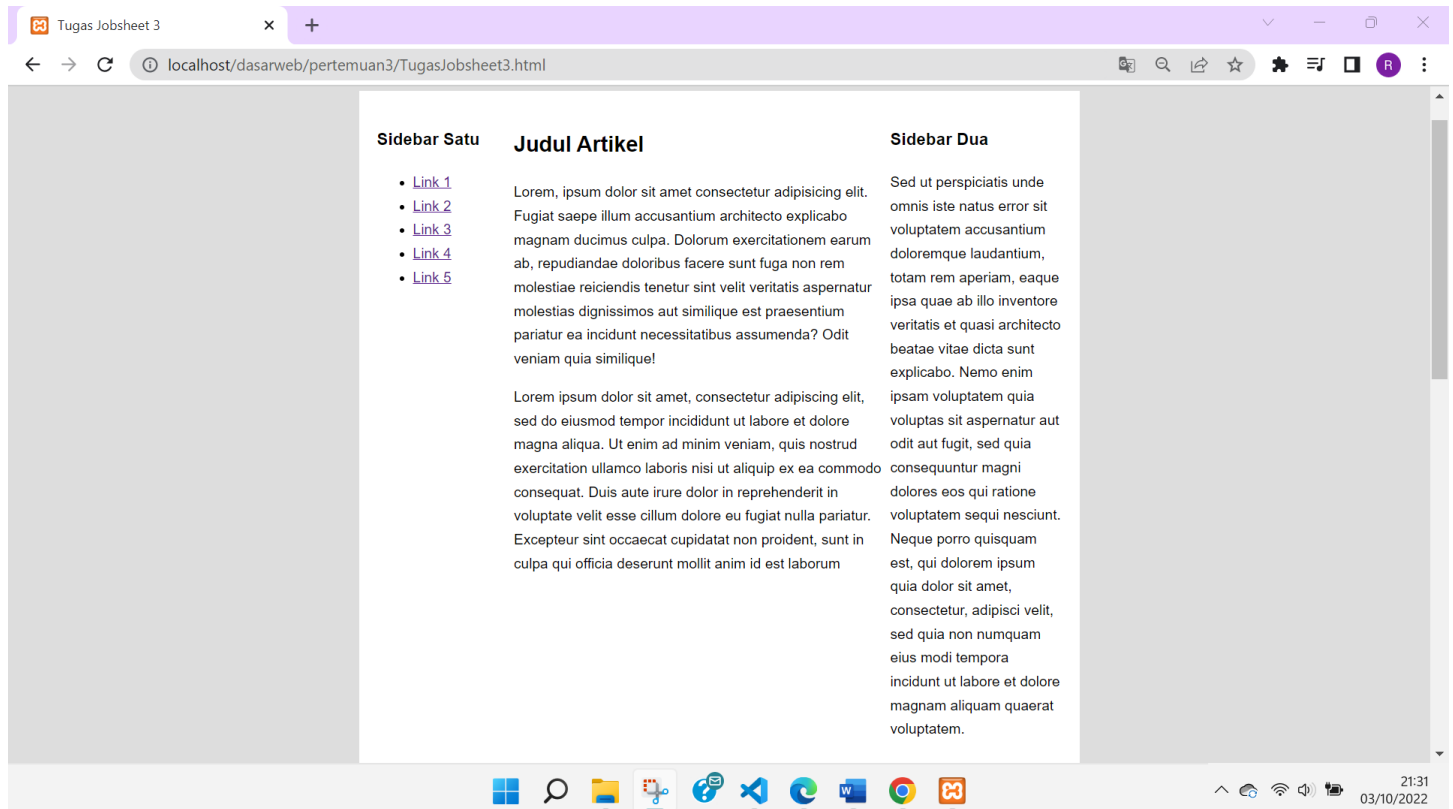 Tugas Jobsheet 3
localhost/dasarweb/pertemuan3/TugasJobsheet3.html
R
Sidebar Satu
Link 1
Link 2
Link 3
Link 4
Link 5
Judul Artikel
Lorem, ipsum dolor sit amet consectetur adipisicing elit.
Fugiat saepe illum accusantium architecto explicabo
magnam ducimus culpa. Dolorum exercitationem earum
ab, repudiandae doloribus facere sunt fuga non rem
molestiae reiciendis tenetur sint velit veritatis aspernatur
molestias dignissimos aut similique est praesentium
pariatur ea incidunt necessitatibus assumenda? Odit
veniam quia similique!
Lorem ipsum dolor sit amet, consectetur adipiscing elit,
sed do eiusmod tempor incididunt ut labore et dolore
magna aliqua. Ut enim ad minim veniam, quis nostrud
exercitation ullamco laboris nisi ut aliquip ex ea commodo
consequat. Duis aute irure dolor in reprehenderit in
voluptate velit esse cillum dolore eu fugiat nulla pariatur.
Excepteur sint occaecat cupidatat non proident, sunt in
culpa qui officia deserunt mollit anim id est laborum
Sidebar Dua
Sed ut perspiciatis unde
omnis iste natus error sit
voluptatem accusantium
doloremque laudantium,
totam rem aperiam, eaque
ipsa quae ab illo inventore
veritatis et quasi architecto
beatae vitae dicta sunt
explicabo. Nemo enim
ipsam voluptatem quia
voluptas sit aspernatur aut
odit aut fugit, sed quia
consequuntur magni
dolores eos qui ratione
voluptatem sequi nesciunt.
Neque porro quisquam
est, qui dolorem ipsum
quia dolor sit amet,
consectetur, adipisci velit,
sed quia non numquam
eius modi tempora
incidunt ut labore et dolore
magnam aliquam quaerat
voluptatem.
21:31
03/10/2022